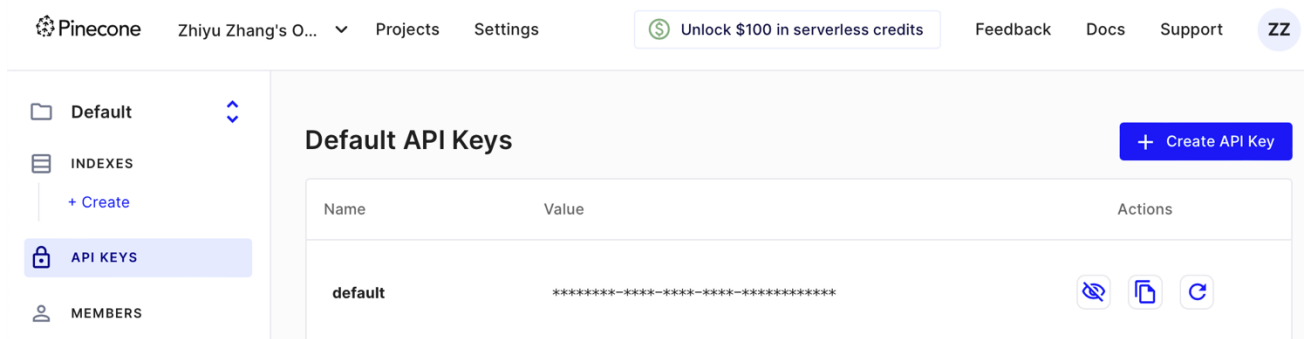 Pinecone Zhiyu Zhang's O... Projects Settings Unlock $100 in serverless credits Feedback Docs Support ZZ
Default
INDEXES
+ Create
API KEYS
MEMBERS
Default API Keys
+ Create API Key
Name Value Actions
default ********-****-****-****-************